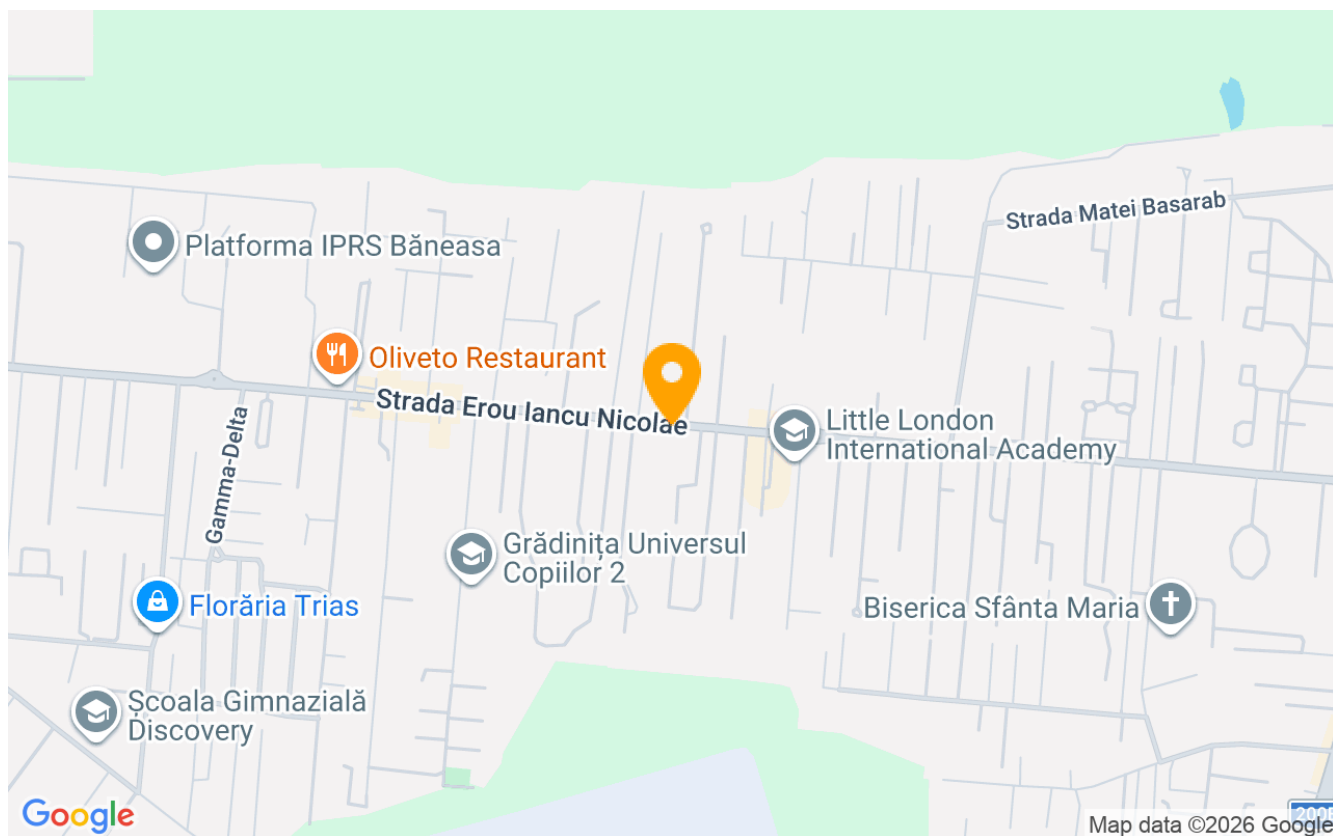 Strada Matei Basarab
Platforma IPRS Băneasa
Oliveto Restaurant
Strada Erou Iancu Nicolae
Little London
International Academy
Gamma-Delta
Grădinița Universul
Copiilor 2
Florăria Trias
Biserica Sfânta Maria
Școala Gimnazială
Discovery
Google
Map data ©2026 Google